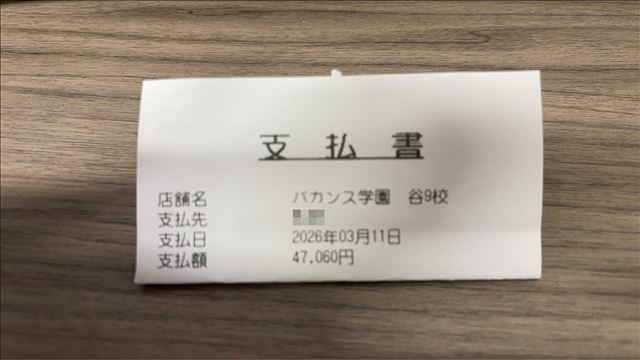 支払書
店舗名 バカンス学園 谷9校
支払先
支払日 2026年03月11日
支払額 47,060円